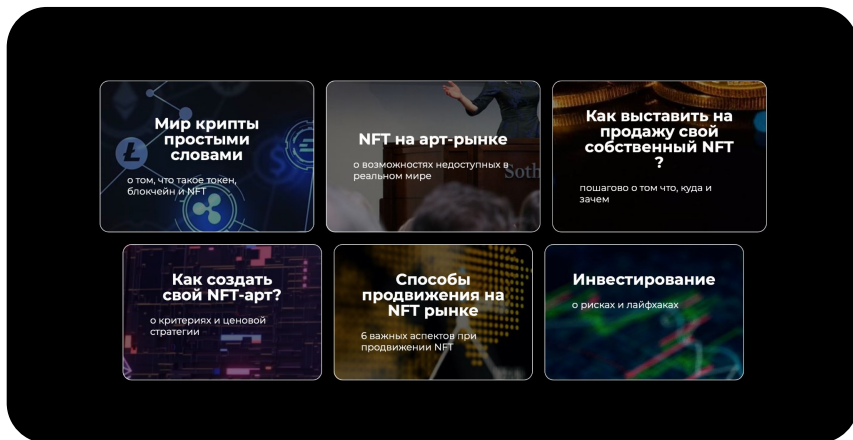 Мир крипты
простыми
словами
о том, что такое токен,
блокчейн и NFT
NFT на арт-рынке
о возможностях недоступных в
реальном мире
Soth
Как выставить на
продажу свой
собственный NFT
?
пошагово о том что, куда и
зачем
Как создать
свой NFT-арт?
о критериях и ценовой
стратегии
Способы
продвижения на
NFT рынке
6 важных аспектов при
продвижении NFT
Инвестирование
о рисках и лайфхаках